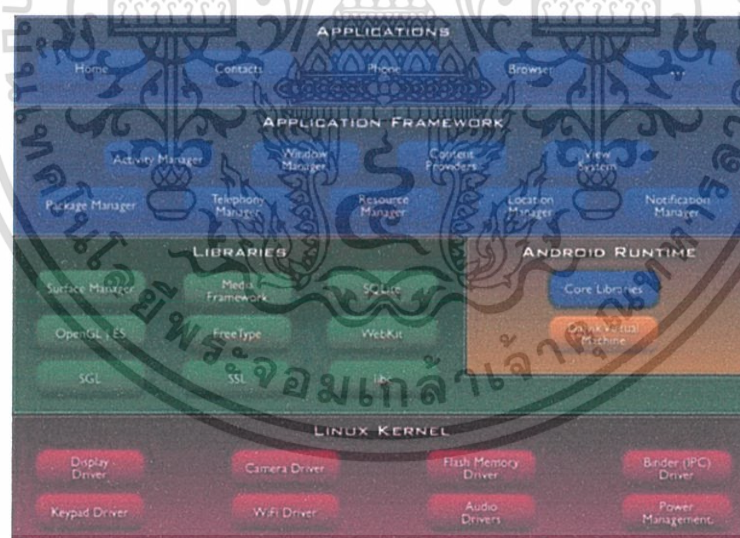 APPLICATIONS
Home
Contacts
Phone
Browser
...
APPLICATION FRAMEWORK
Activity Manager
Window
Manager
Content
Providers
View
System
Package Manager
Telephony
Manager
Resource
Manager
Location
Manager
Notification
Manager
LIBRARIES
Surface Manager
Media
Framework
SQLite
OpenGL | ES
FreeType
WebKit
SGL
SSL
libc
ANDROID RUNTIME
Core Libraries
Dalvik Virtual
Machine
LINUX KERNEL
Display
Driver
Camera Driver
Flash Memory
Driver
Binder (IPC)
Driver
Keypad Driver
WiFi Driver
Audio
Drivers
Power
Management